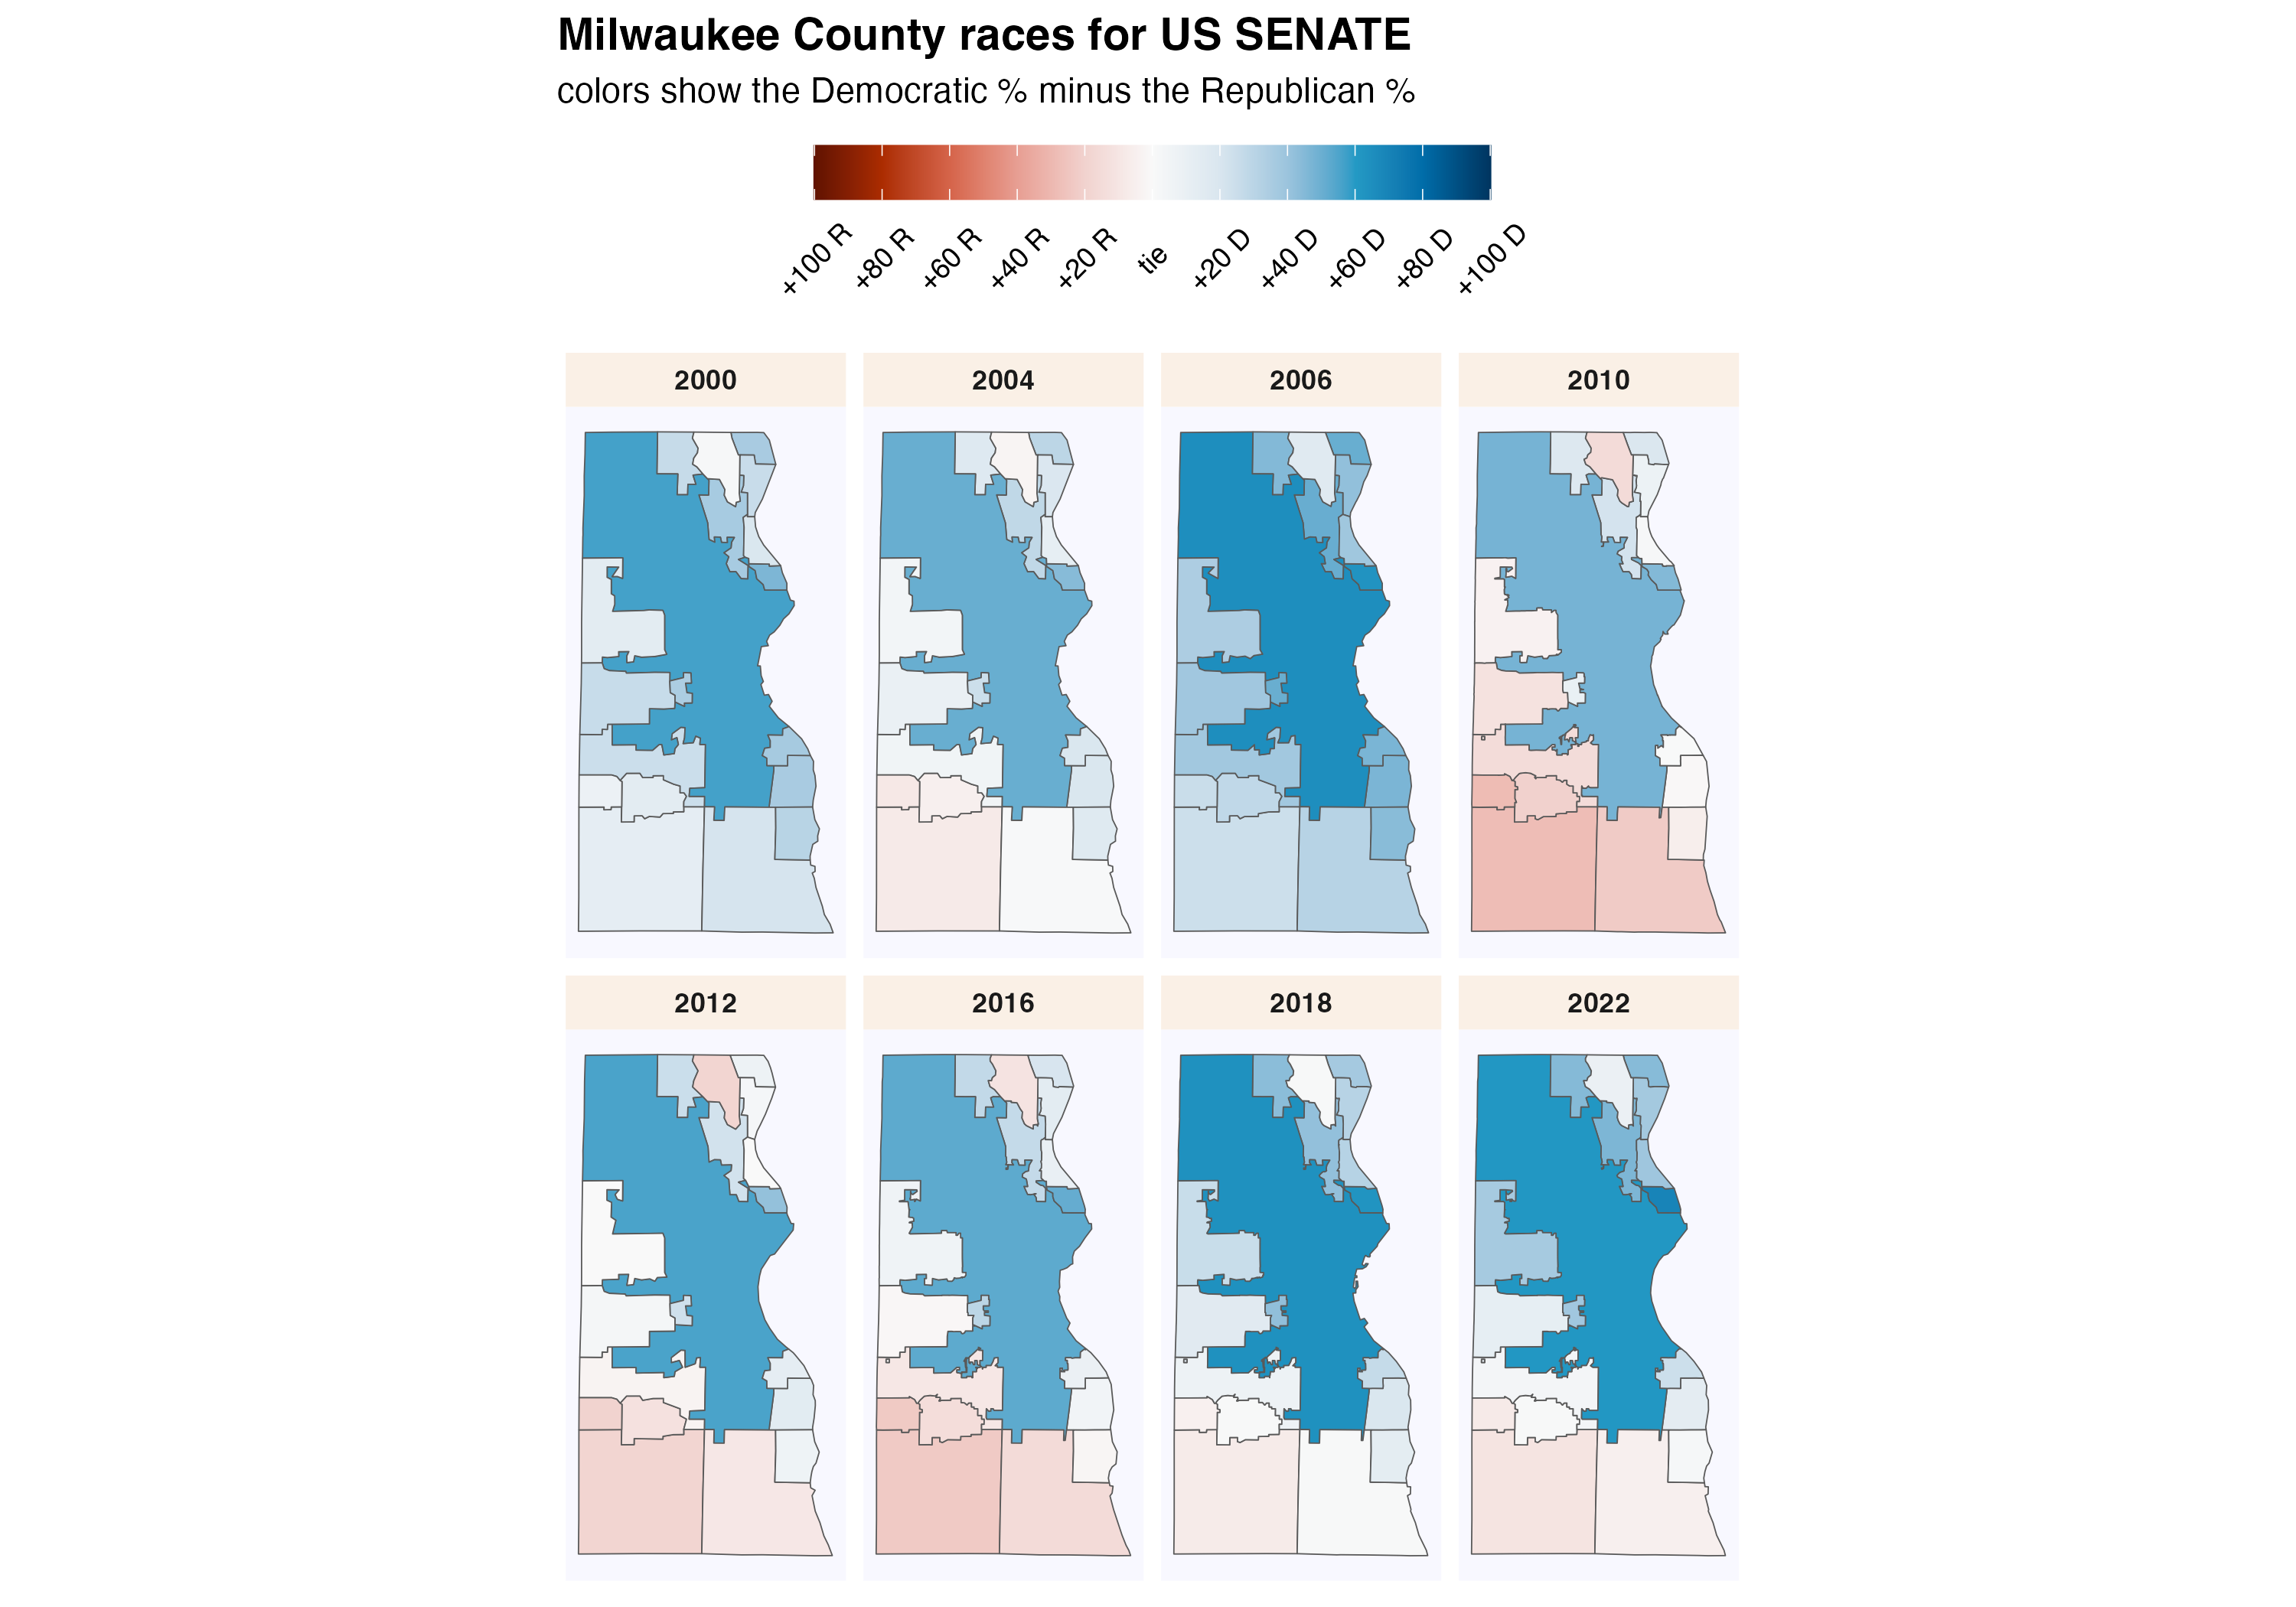 Milwaukee County races for US SENATE
colors show the Democratic % minus the Republican %
+100 R +80 R +60 R +40 R +20 R tie +20 D +40 D +60 D +80 D +100 D
2000 2004 2006 2010
2012 2016 2018 2022